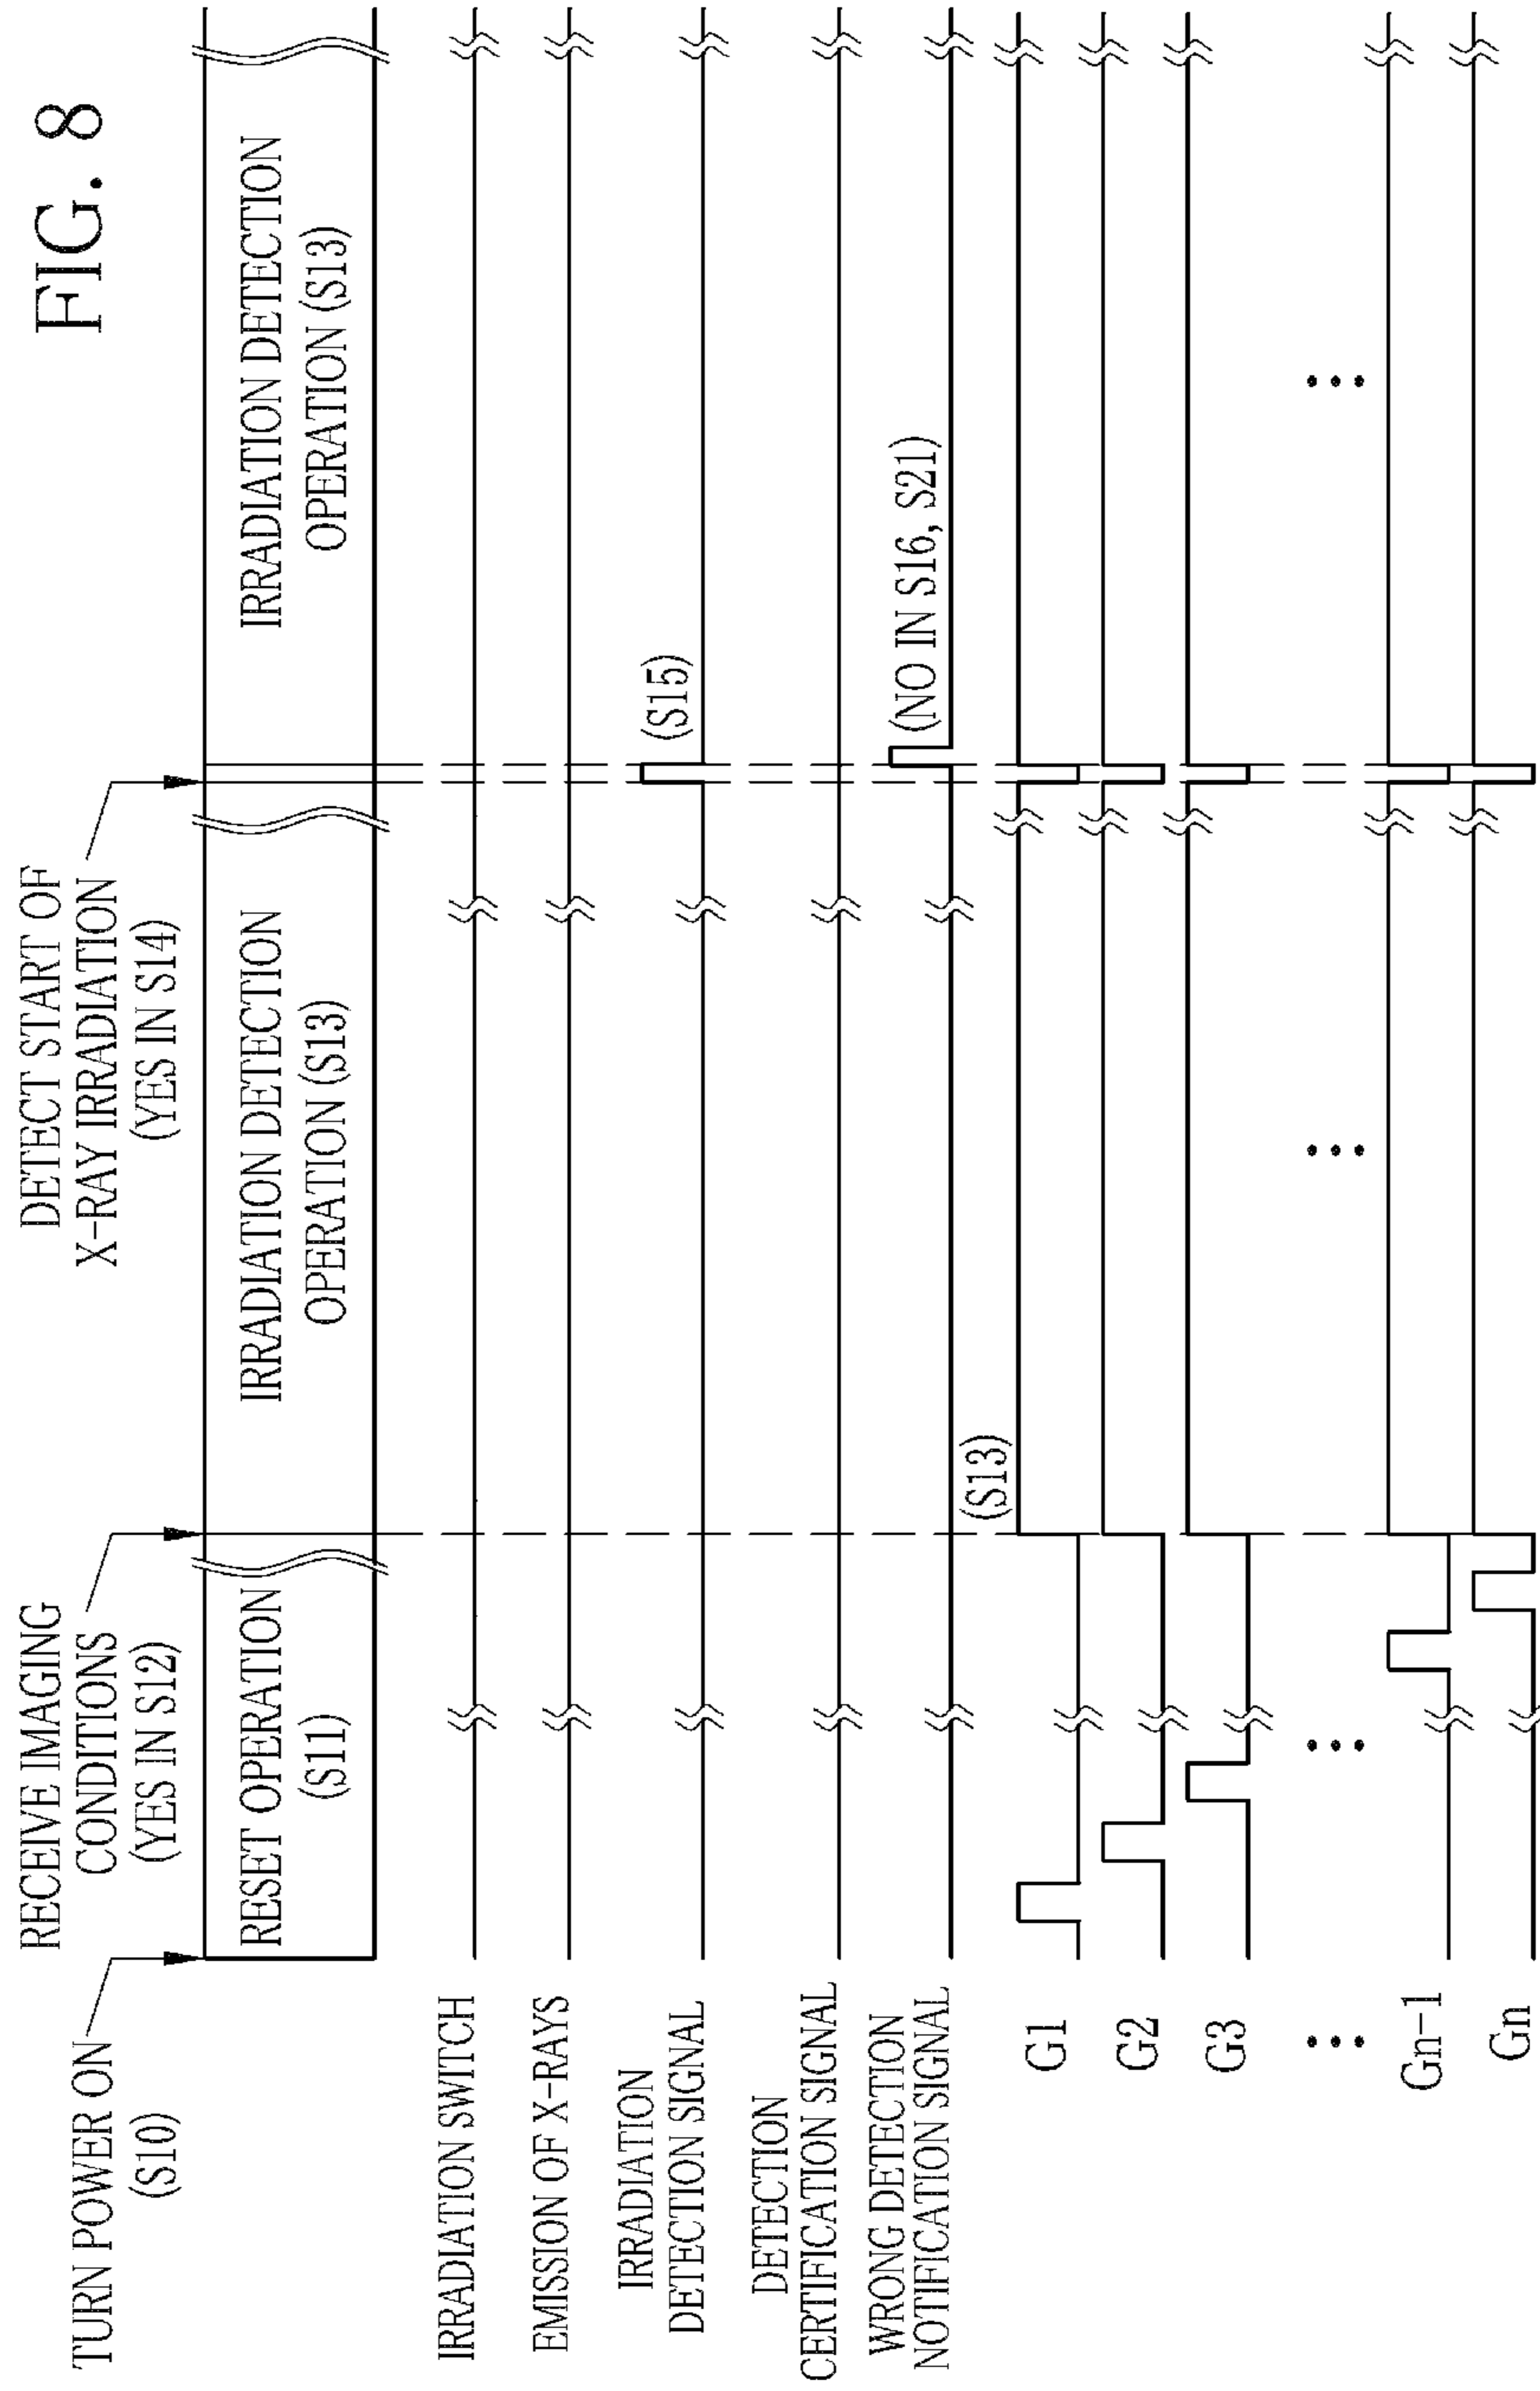 FIG. 8
TURN POWER ON
(S10)
RECEIVE IMAGING
CONDITIONS
(YES IN S12)
DETECT START OF
X-RAY IRRADIATION
(YES IN S14)
RESET OPERATION
(S11)
IRRADIATION DETECTION
OPERATION (S13)
IRRADIATION DETECTION
OPERATION (S13)
IRRADIATION SWITCH
EMISSION OF X-RAYS
IRRADIATION
DETECTION SIGNAL
(S15)
DETECTION
CERTIFICATION SIGNAL
WRONG DETECTION
NOTIFICATION SIGNAL
(NO IN S16, S21)
(S13)
G1
G2
G3
Gn-1
Gn